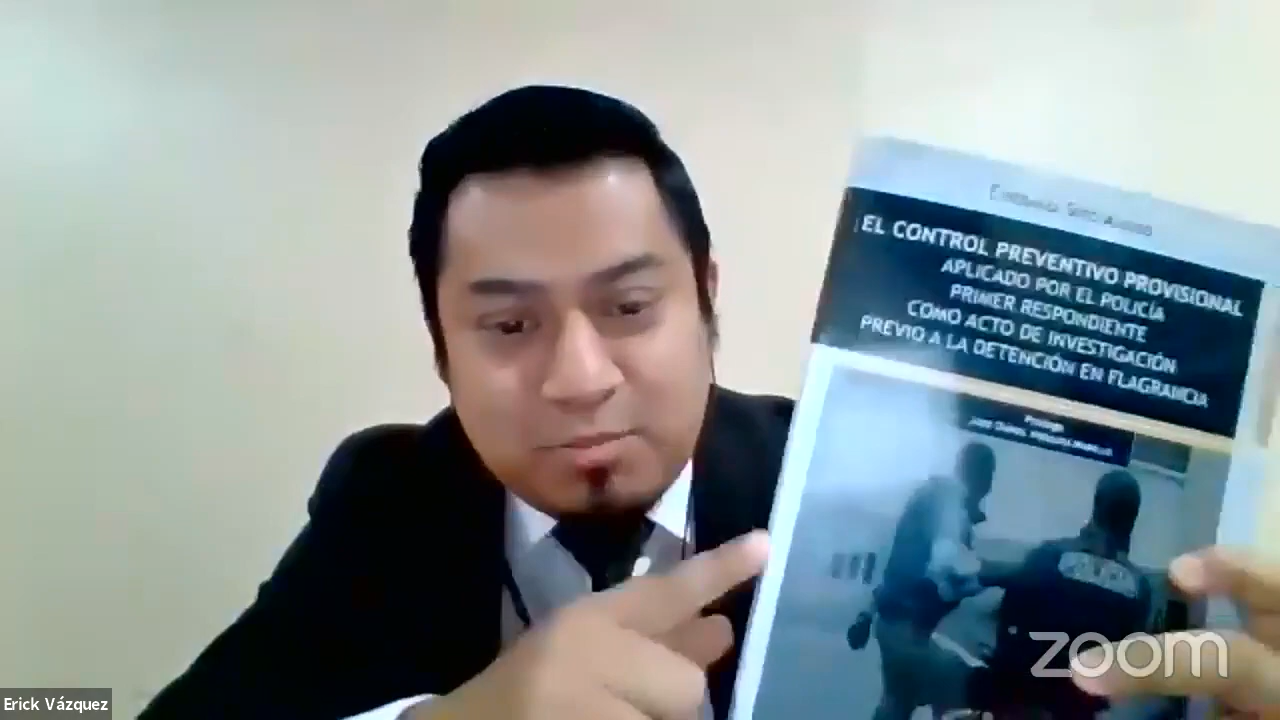 EL CONTROL PREVENTIVO PROVISIONAL
APLICADO POR EL POLICÍA
PRIMER RESPONDIENTE
COMO ACTO DE INVESTIGACIÓN
PREVIO A LA DETENCIÓN EN FLAGRANCIA
POLICÍA
zoom
Erick Vázquez